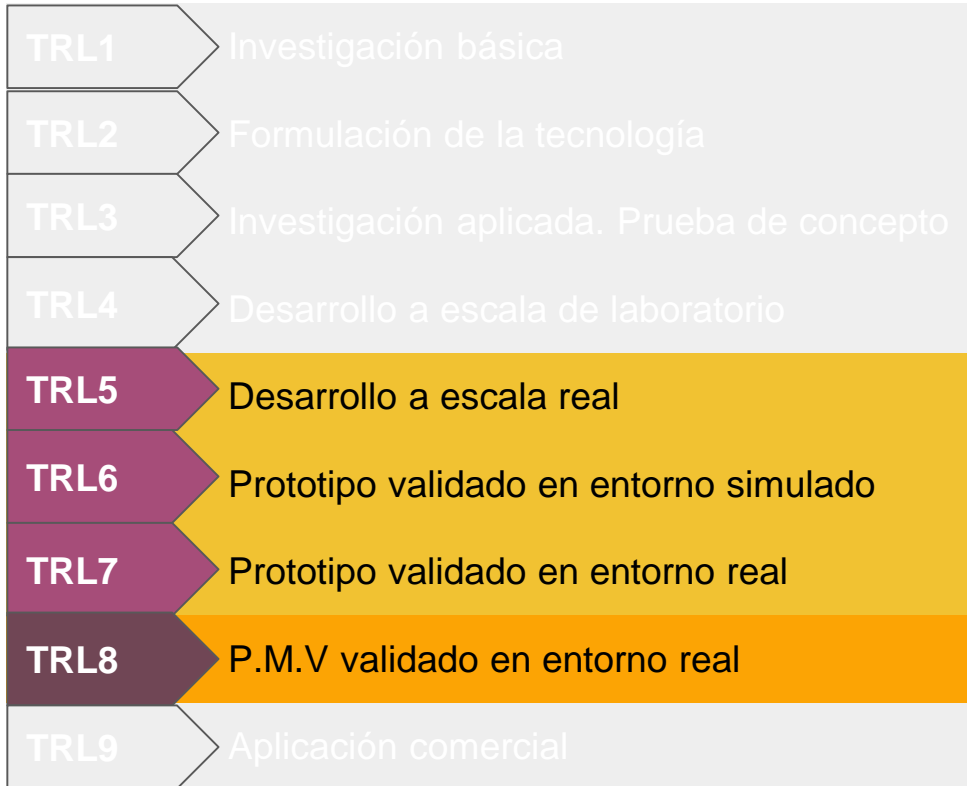 TRL1 Investigación básica
TRL2 Formulación de la tecnología
TRL3 Investigación aplicada. Prueba de concepto
TRL4 Desarrollo a escala de laboratorio
TRL5 Desarrollo a escala real
TRL6 Prototipo validado en entorno simulado
TRL7 Prototipo validado en entorno real
TRL8 P.M.V validado en entorno real
TRL9 Aplicación comercial